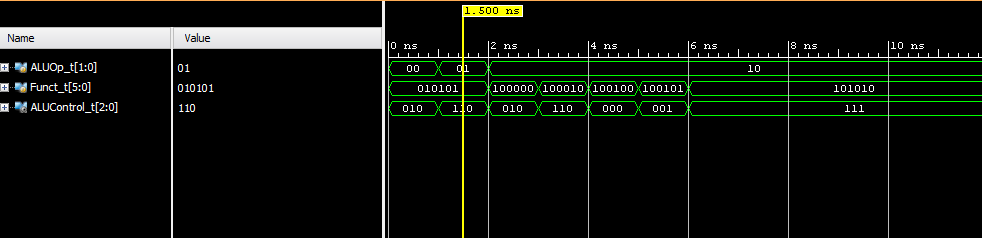 1.500 ns
Name Value
0 ns 2 ns 4 ns 6 ns 8 ns 10 ns
ALUOp_t[1:0] 01 00 01 10
Funct_t[5:0] 010101 010101 100000 100010 100100 100101 101010
ALUControl_t[2:0] 110 010 110 010 110 000 001 111